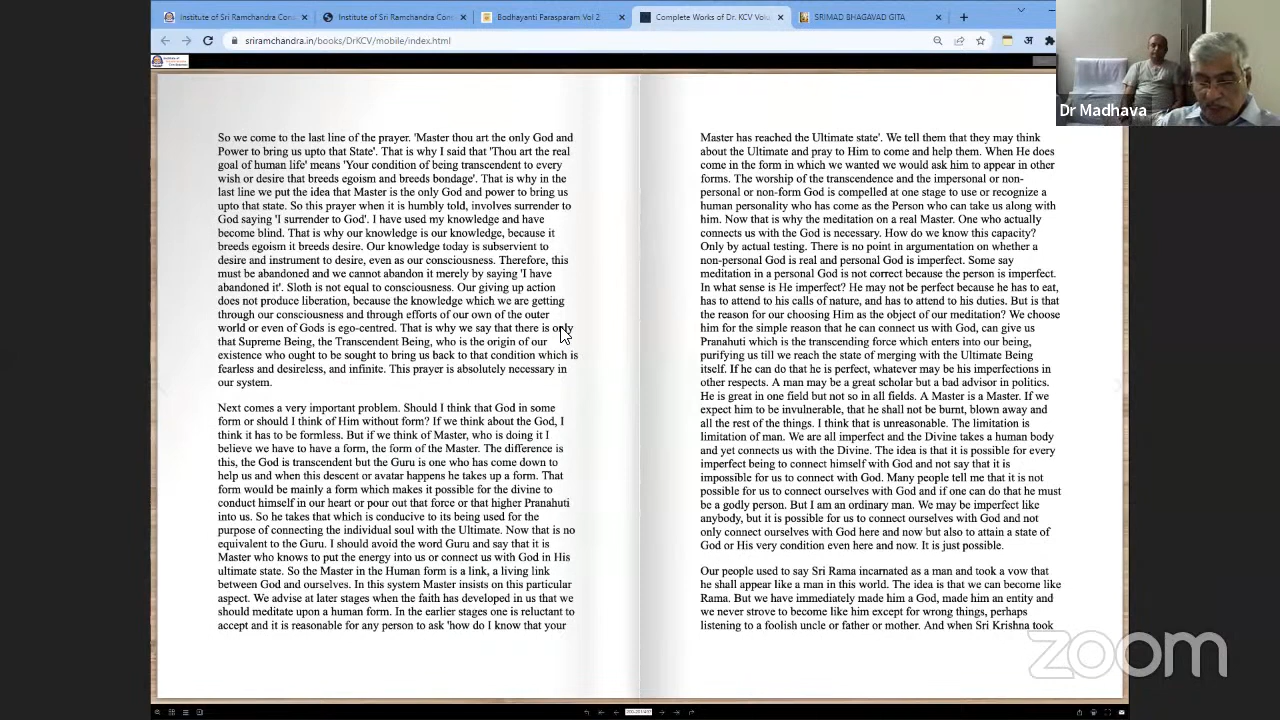 Institute of Sri Ramchandra Con
Institute of Sri Ramchandra Con
Bodhayanti Parasparam Vol 2
Complete Works of Dr. KCV Volu
SRIMAD BHAGAVAD GITA
sriramchandra.in/books/DrKCV/mobile/index.html
Dr Madhava
So we come to the last line of the prayer. 'Master thou art the only God and
Power to bring us upto that State'. That is why I said that 'Thou art the real
goal of human life' means 'Your condition of being transcendent to every
wish or desire that breeds egoism and breeds bondage'. That is why in the
last line we put the idea that Master is the only God and power to bring us
upto that state. So this prayer when it is humbly told, involves surrender to
God saying 'I surrender to God'. I have used my knowledge and have
become blind. That is why our knowledge is our knowledge, because it
breeds egoism it breeds desire. Our knowledge today is subservient to
desire and instrument to desire, even as our consciousness. Therefore, this
must be abandoned and we cannot abandon it merely by saying 'I have
abandoned it'. Sloth is not equal to consciousness. Our giving up action
does not produce liberation, because the knowledge which we are getting
through our consciousness and through efforts of our own of the outer
world or even of Gods is ego-centred. That is why we say that there is only
that Supreme Being, the Transcendent Being, who is the origin of our
existence who ought to be sought to bring us back to that condition which is
fearless and desireless, and infinite. This prayer is absolutely necessary in
our system.
Next comes a very important problem. Should I think that God in some
form or should I think of Him without form? If we think about the God, I
think it has to be formless. But if we think of Master, who is doing it I
believe we have to have a form, the form of the Master. The difference is
this, the God is transcendent but the Guru is one who has come down to
help us and when this descent or avatar happens he takes up a form. That
form would be mainly a form which makes it possible for the divine to
conduct himself in our heart or pour out that force or that higher Pranahuti
into us. So he takes that which is conducive to its being used for the
purpose of connecting the individual soul with the Ultimate. Now that is no
equivalent to the Guru. I should avoid the word Guru and say that it is
Master who knows to put the energy into us or connect us with God in His
ultimate state. So the Master in the Human form is a link, a living link
between God and ourselves. In this system Master insists on this particular
aspect. We advise at later stages when the faith has developed in us that we
should meditate upon a human form. In the earlier stages one is reluctant to
accept and it is reasonable for any person to ask 'how do I know that your
Master has reached the Ultimate state'. We tell them that they may think
about the Ultimate and pray to Him to come and help them. When He does
come in the form in which we wanted we would ask him to appear in other
forms. The worship of the transcendence and the impersonal or non-
personal or non-form God is compelled at one stage to use or recognize a
human personality who has come as the Person who can take us along with
him. Now that is why the meditation on a real Master. One who actually
connects us with the God is necessary. How do we know this capacity?
Only by actual testing. There is no point in argumentation on whether a
non-personal God is real and personal God is imperfect. Some say
meditation in a personal God is not correct because the person is imperfect.
In what sense is He imperfect? He may not be perfect because he has to eat,
has to attend to his calls of nature, and has to attend to his duties. But is that
the reason for our choosing Him as the object of our meditation? We choose
him for the simple reason that he can connect us with God, can give us
Pranahuti which is the transcending force which enters into our being,
purifying us till we reach the state of merging with the Ultimate Being
itself. If he can do that he is perfect, whatever may be his imperfections in
other respects. A man may be a great scholar but a bad advisor in politics.
He is great in one field but not so in all fields. A Master is a Master. If we
expect him to be invulnerable, that he shall not be burnt, blown away and
all the rest of the things. I think that is unreasonable. The limitation is
limitation of man. We are all imperfect and the Divine takes a human body
and yet connects us with the Divine. The idea is that it is possible for every
imperfect being to connect himself with God and not say that it is
impossible for us to connect with God. Many people tell me that it is not
possible for us to connect ourselves with God and if one can do that he must
be a godly person. But I am an ordinary man. We may be imperfect like
anybody, but it is possible for us to connect ourselves with God and not
only connect ourselves with God here and now but also to attain a state of
God or His very condition even here and now. It is just possible.
Our people used to say Sri Rama incarnated as a man and took a vow that
he shall appear like a man in this world. The idea is that we can become like
Rama. But we have immediately made him a God, made him an entity and
we never strove to become like him except for wrong things, perhaps
listening to a foolish uncle or father or mother. And when Sri Krishna took
zoom